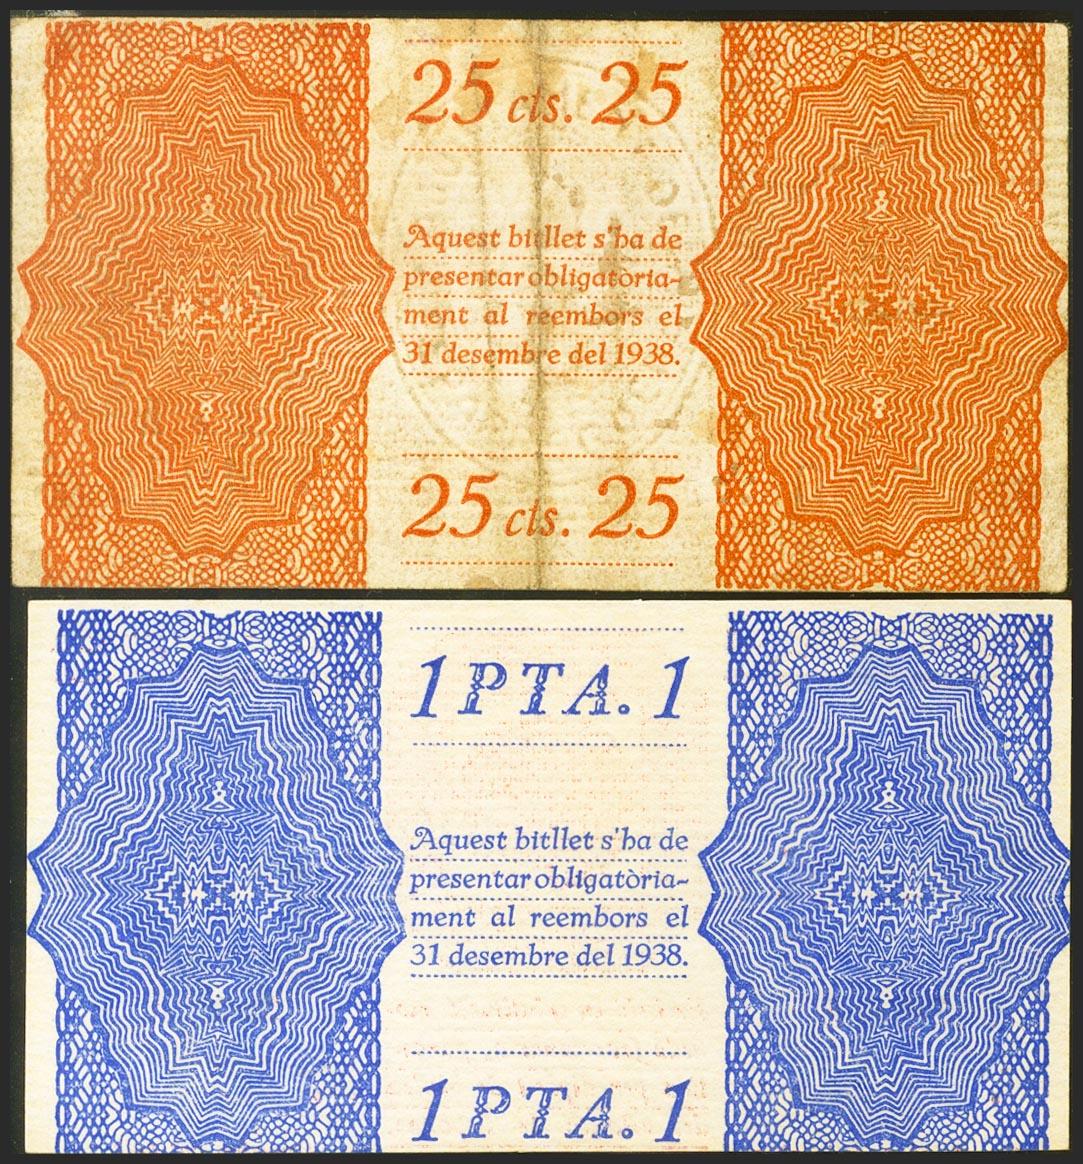 25 cts. 25
Aquest bitllet s'ha de
presentar obligatòria-
ment al reembors el
31 desembre del 1938.
25 cts. 25
1 PTA. 1
Aquest bitllet s'ha de
presentar obligatòria-
ment al reembors el
31 desembre del 1938.
1 PTA. 1